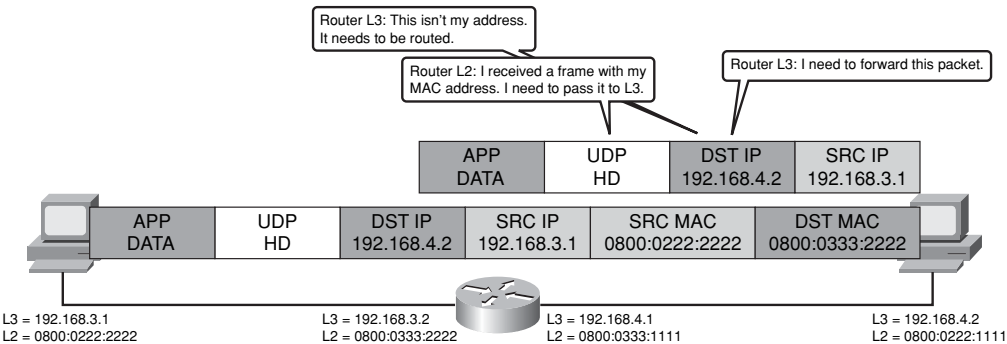 Router L3: This isn't my address.
It needs to be routed.
Router L2: I received a frame with my
MAC address. I need to pass it to L3.
Router L3: I need to forward this packet.
APP
DATA
UDP
HD
DST IP
192.168.4.2
SRC IP
192.168.3.1
APP
DATA
UDP
HD
DST IP
192.168.4.2
SRC IP
192.168.3.1
SRC MAC
0800:0222:2222
DST MAC
0800:0333:2222
L3 = 192.168.3.1
L2 = 0800:0222:2222
L3 = 192.168.3.2
L2 = 0800:0333:2222
L3 = 192.168.4.1
L2 = 0800:0333:1111
L3 = 192.168.4.2
L2 = 0800:0222:1111